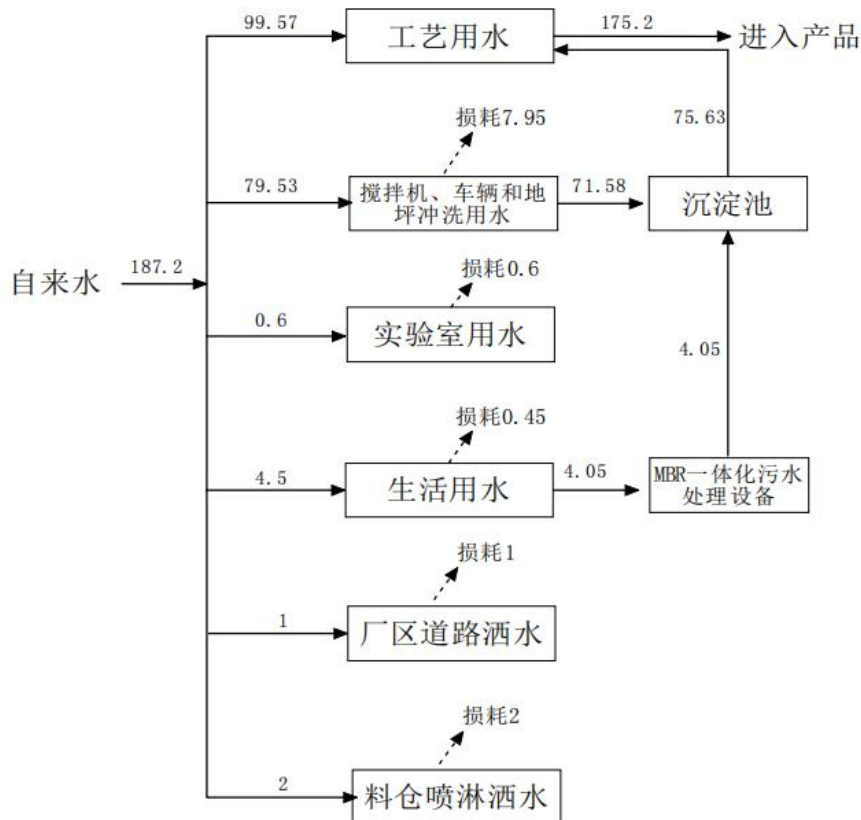 99.57
工艺用水
175.2
进入产品
75.63
损耗7.95
79.53
搅拌机、车辆和地
坪冲洗用水
71.58
沉淀池
自来水
187.2
损耗0.6
0.6
实验室用水
4.05
损耗0.45
4.5
生活用水
4.05
MBR一体化污水
处理设备
损耗1
1
厂区道路洒水
损耗2
2
料仓喷淋洒水